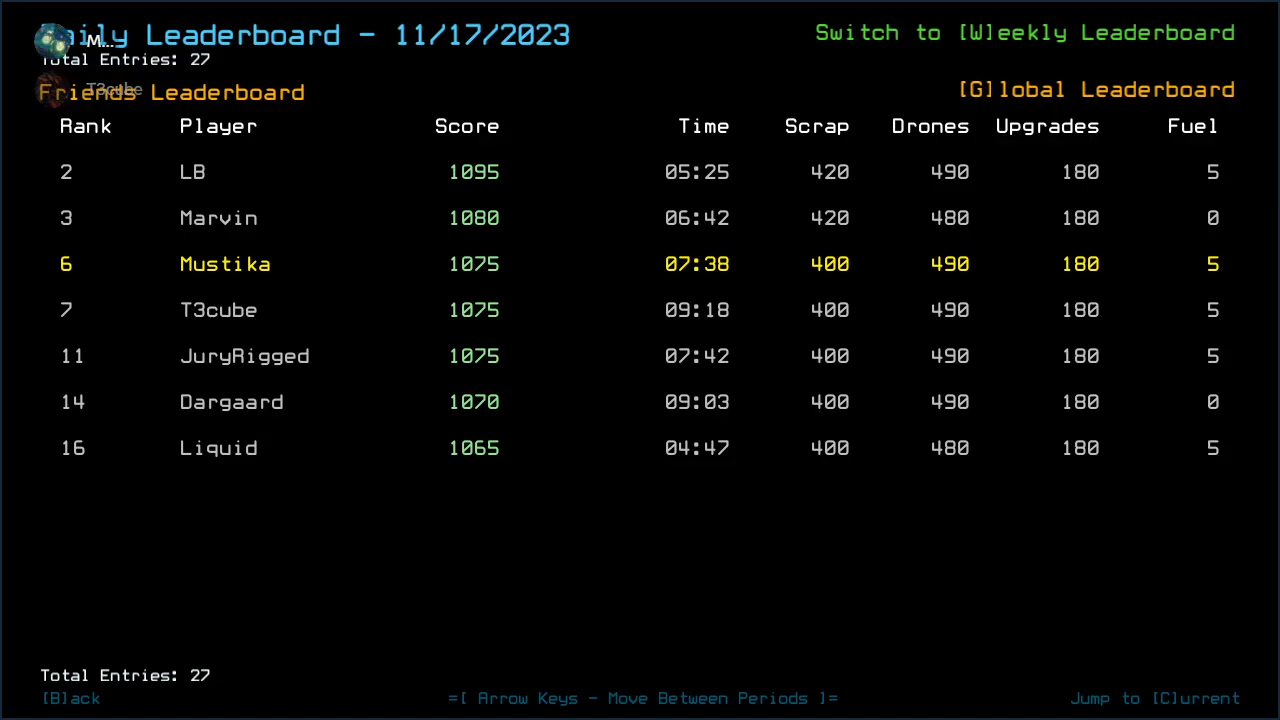 Daily Leaderboard - 11/17/2023 Switch to [W]eekly Leaderboard
M...
Total Entries: 27
T3cube
Friends Leaderboard [G]lobal Leaderboard
Rank Player Score Time Scrap Drones Upgrades Fuel
2 LB 1095 05:25 420 490 180 5
3 Marvin 1080 06:42 420 480 180 0
6 Mustika 1075 07:38 400 490 180 5
7 T3cube 1075 09:18 400 490 180 5
11 JuryRigged 1075 07:42 400 490 180 5
14 Dargaard 1070 09:03 400 490 180 0
16 Liquid 1065 04:47 400 480 180 5
Total Entries: 27
[B]ack =[ Arrow Keys - Move Between Periods ]= Jump to [C]urrent